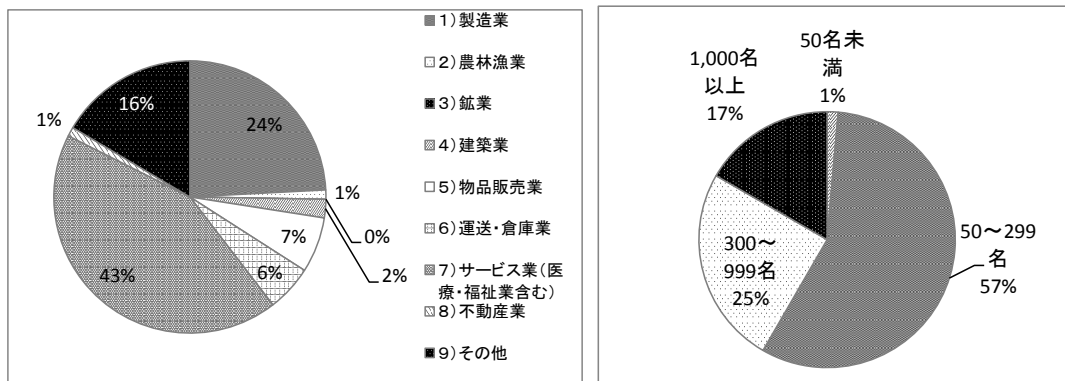 16%
1%
24%
1%
0%
7%
2%
6%
43%
1）製造業
2）農林漁業
3）鉱業
4）建築業
5）物品販売業
6）運送・倉庫業
7）サービス業（医
療・福祉業含む）
8）不動産業
9）その他
50名未
満
1%
1,000名
以上
17%
300～
999名
25%
50～299
名
57%